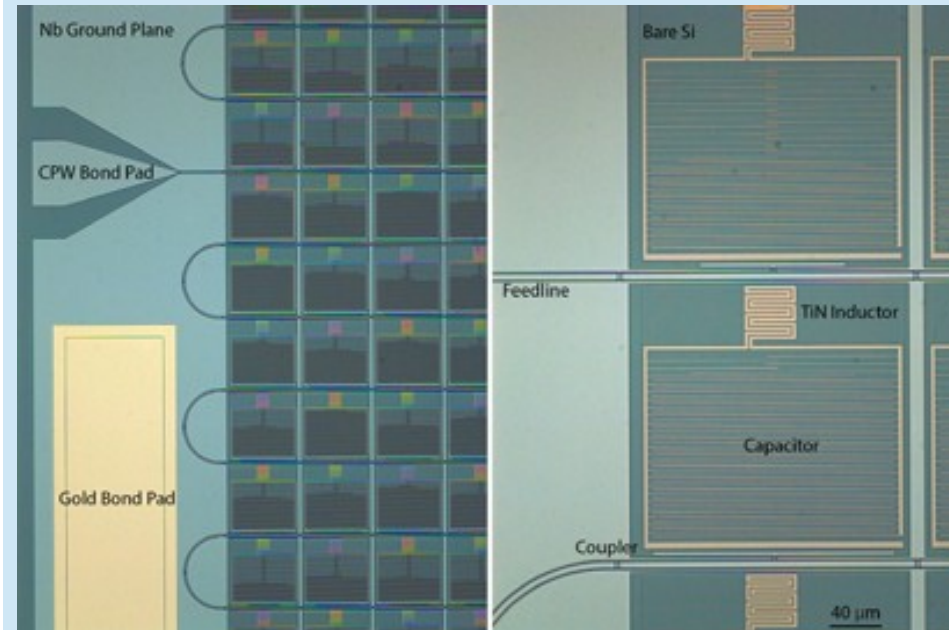 Nb Ground Plane
CPW Bond Pad
Gold Bond Pad
Bare Si
Feedline
TiN Inductor
Capacitor
Coupler
40 µm